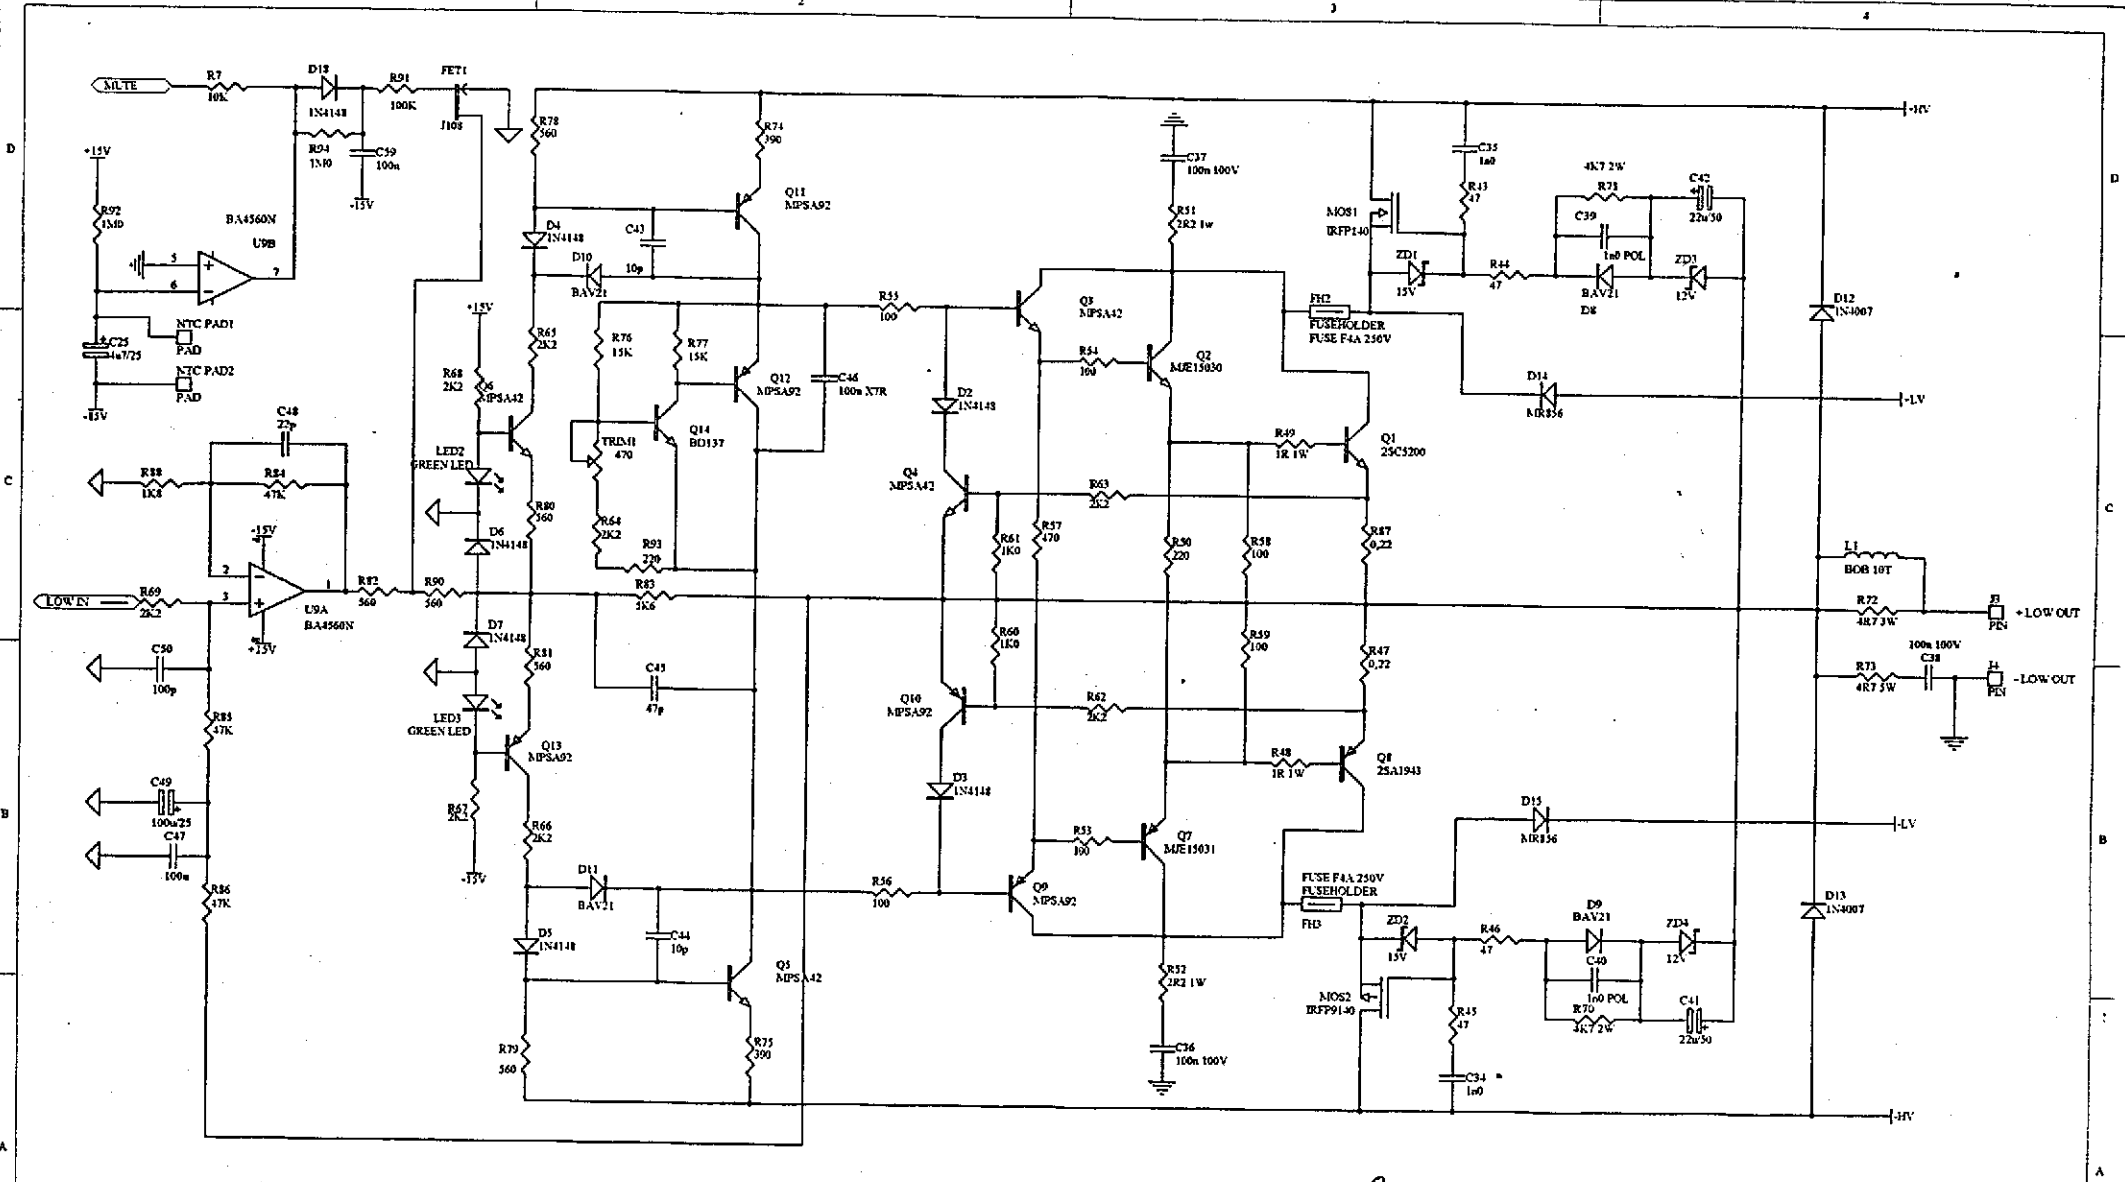 2
3
4
D
C
B
A
D
C
B
A
MUTE
R7
10K
D18
1N4148
R91
100K
FET1
J108
R94
1M0
C59
100n
-15V
+15V
R92
1M0
BA4560N
U9B
5
6
7
C25
4u7/25
NTC PAD1
PAD
NTC PAD2
PAD
-15V
C48
22p
R88
1K8
R84
47K
-15V
2
3
1
U9A
BA4560N
+15V
LOW IN
R69
2K2
R82
560
R90
560
C50
100p
R85
47K
C49
100u/25
C47
100n
R86
47K
R78
560
R74
390
Q11
MPSA92
D4
1N4148
C43
10p
D10
BAV21
+15V
R68
2K2
Q6
MPSA42
R65
2K2
R76
15K
R77
15K
Q12
MPSA92
C46
100n X7R
LED2
GREEN LED
TRIM1
470
Q14
BD137
R80
560
D6
1N4148
R64
2K2
R93
220
R83
5K6
D7
1N4148
R81
560
C45
47p
LED3
GREEN LED
Q13
MPSA92
R67
2K2
-15V
R66
2K2
D11
BAV21
D5
1N4148
C44
10p
Q5
MPSA42
R79
560
R75
390
R55
100
Q3
MPSA42
C37
100n 100V
R51
2R2 1w
R54
100
Q2
MJE15030
D2
1N4148
Q4
MPSA42
R63
2K2
R49
1R 1W
Q1
2SC5200
R61
1K0
R57
470
R50
220
R58
100
R87
0,22
R60
1K0
R59
100
R47
0,22
Q10
MPSA92
R62
2K2
R48
1R 1W
Q8
2SA1943
D3
1N4148
R53
100
Q7
MJE15031
R56
100
Q9
MPSA92
R52
2R2 1W
C36
100n 100V
C35
1n0
R43
47
MOS1
IRFP140
ZD1
15V
R44
47
4K7 2W
R71
C39
1n0 POL
BAV21
D8
C42
22u/50
ZD3
12V
FH2
FUSEHOLDER
FUSE F4A 250V
D14
MR856
D12
1N4007
L1
BOB 10T
R72
4R7 3W
J3
PIN
+LOW OUT
100n 100V
C38
R73
4R7 5W
J4
PIN
-LOW OUT
D15
MR856
-LV
FUSE F4A 250V
FUSEHOLDER
FH3
ZD2
15V
R46
47
D9
BAV21
C40
1n0 POL
R70
4K7 2W
ZD4
12V
C41
22u/50
MOS2
IRFP9140
R45
47
C34
1n0
D13
1N4007
-HV